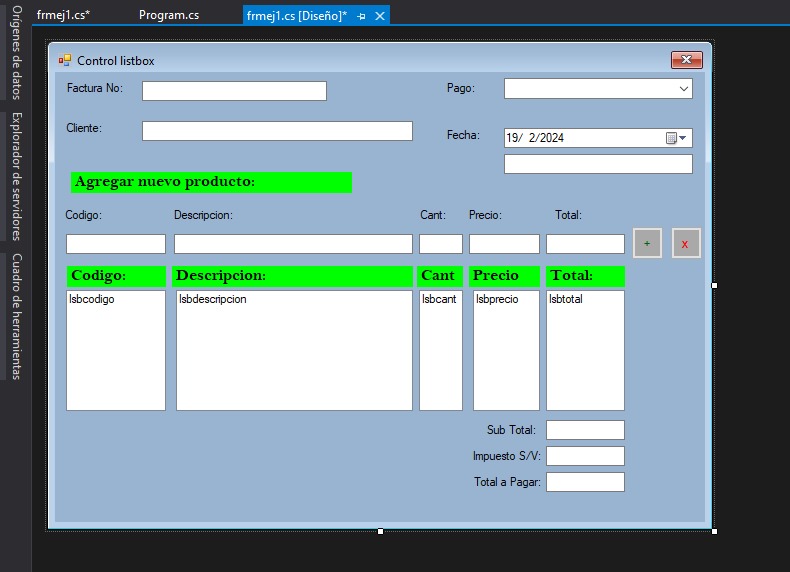 frmej1.cs* Program.cs frmej1.cs [Diseño]*
Orígenes de datos
Explorador de servidores
Cuadro de herramientas
Control listbox
Factura No: Pago:
Cliente: Fecha: 19/ 2/2024
Agregar nuevo producto:
Codigo: Descripcion: Cant: Precio: Total:
+ x
Codigo: Descripcion: Cant Precio Total:
lsbcodigo lsbdescripcion lsbcant lsbprecio lsbtotal
Sub Total:
Impuesto S/V:
Total a Pagar: